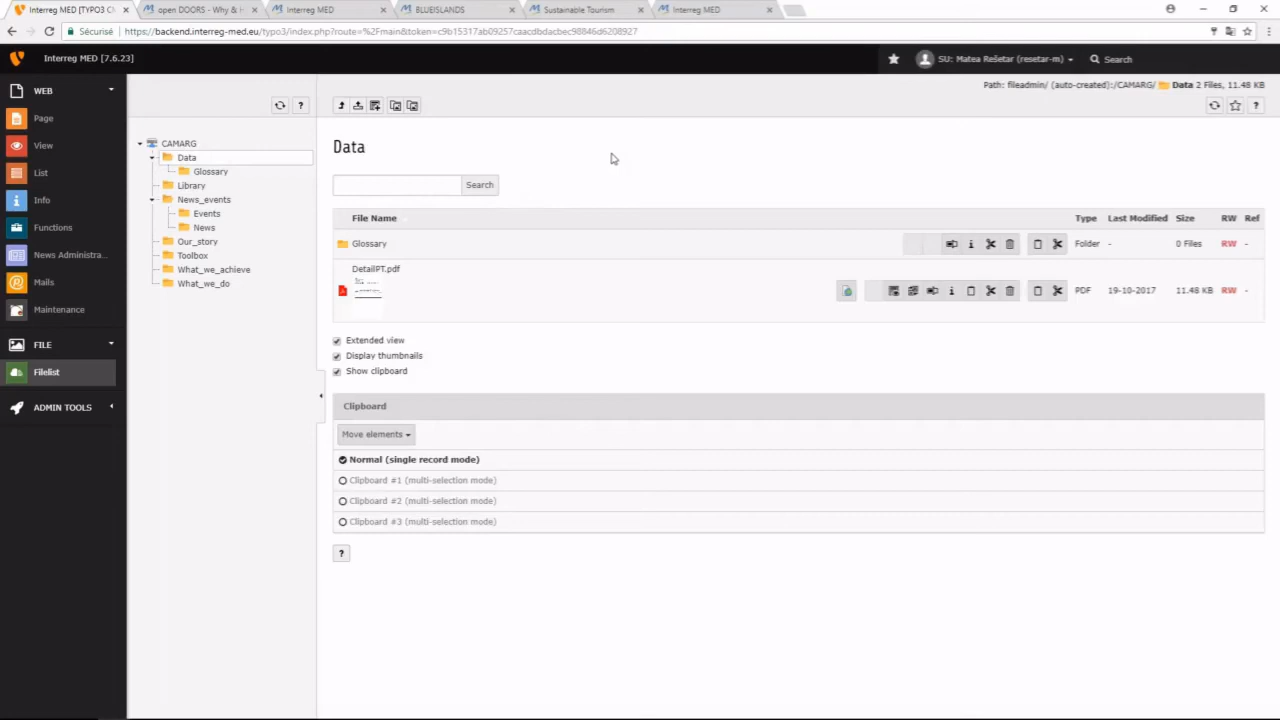 Interreg MED [TYPO3 C
open DOORS - Why & H
Interreg MED
BLUEISLANDS
Sustainable Tourism
Interreg MED
Sécurisé https://backend.interreg-med.eu/typo3/index.php?route=%2Fmain&token=c9b15317ab09257caacdbdacbec98846d6208927
Interreg MED [7.6.23]
SU: Matea Rešetar (resetar-m)
Search
Path: fileadmin/ (auto-created):/CAMARG/ Data 2 Files, 11.48 KB
WEB
Page
View
List
Info
Functions
News Administra...
Mails
Maintenance
FILE
Filelist
ADMIN TOOLS
CAMARG
Data
Glossary
Library
News_events
Events
News
Our_story
Toolbox
What_we_achieve
What_we_do
Data
Search
File Name Type Last Modified Size RW Ref
Glossary Folder - 0 Files RW -
DetailPT.pdf
PDF 19-10-2017 11.48 KB RW -
Extended view
Display thumbnails
Show clipboard
Clipboard
Move elements
Normal (single record mode)
Clipboard #1 (multi-selection mode)
Clipboard #2 (multi-selection mode)
Clipboard #3 (multi-selection mode)
?